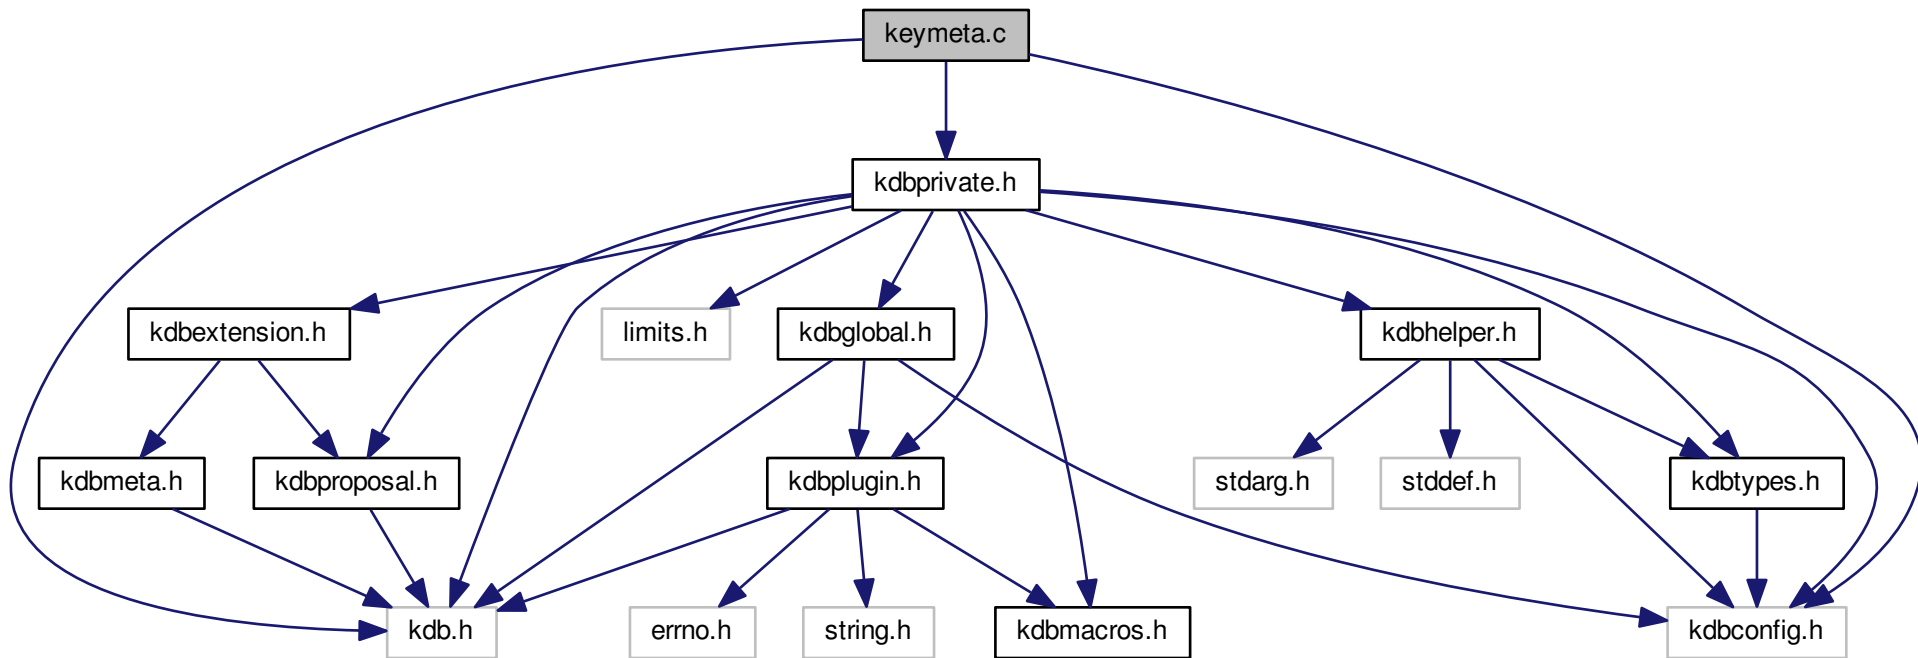 keymeta.c
kdbprivate.h
kdbextension.h
limits.h
kdbglobal.h
kdbhelper.h
kdbmeta.h
kdbproposal.h
kdbplugin.h
stdarg.h
stddef.h
kdbtypes.h
kdb.h
errno.h
string.h
kdbmacros.h
kdbconfig.h